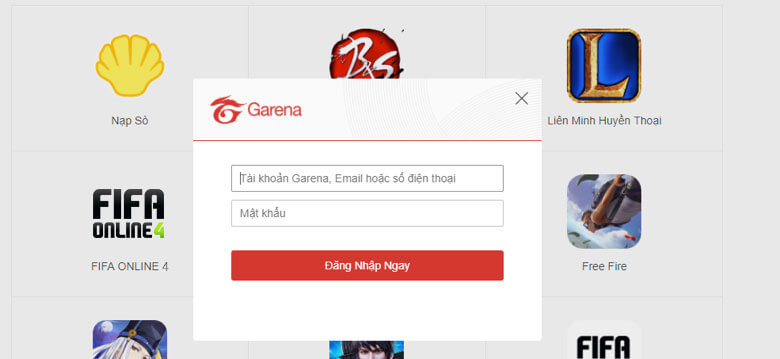 B&S
L
Garena
Nạp Sò
Liên Minh Huyền Thoại
Tài khoản Garena, Email hoặc số điện thoại
Mật khẩu
FIFA
ONLINE 4
Đăng Nhập Ngay
FIFA ONLINE 4
Free Fire
FIFA